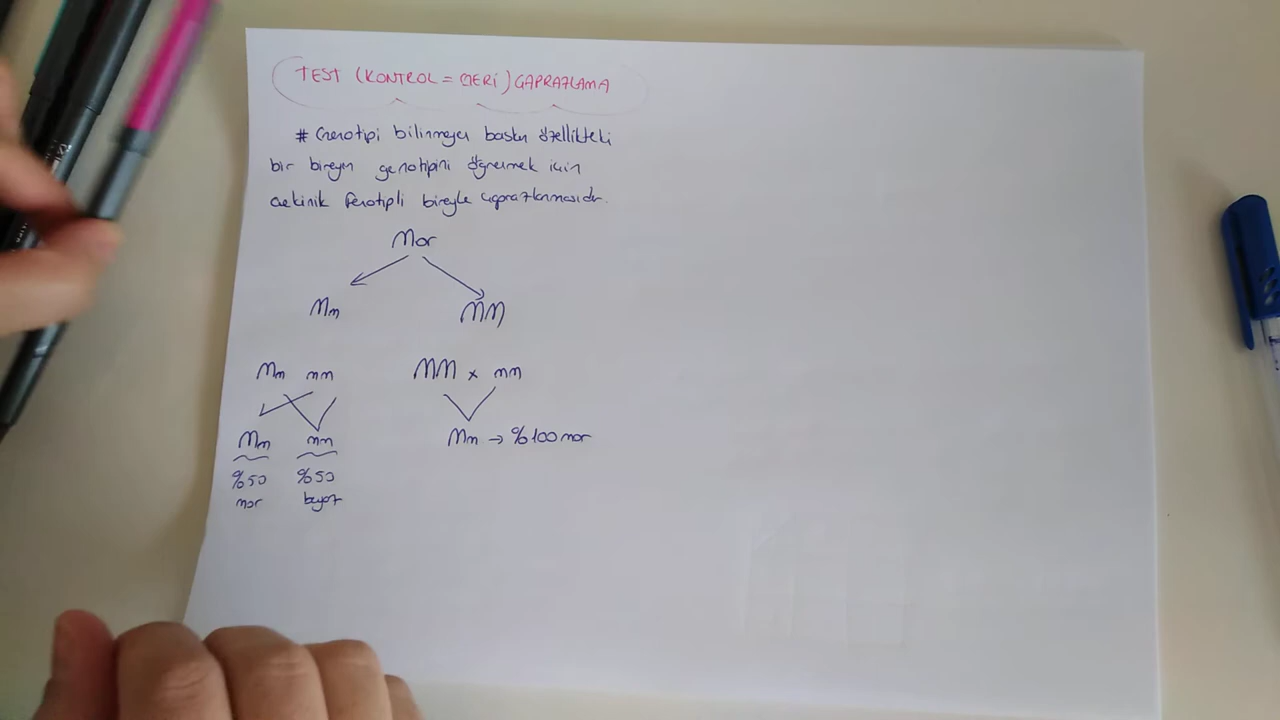 TEST (KONTROL = GERİ) ÇAPRAZLAMA
# Genotipi bilinmeyen baskın özellikteki
bir bireyin genotipini öğrenmek için
çekinik fenotipli bireyle çaprazlanmasıdır.
Mor
Mm MM
Mm mm MM x mm
Mm mm Mm → %100 mor
%50 %50
mor beyaz